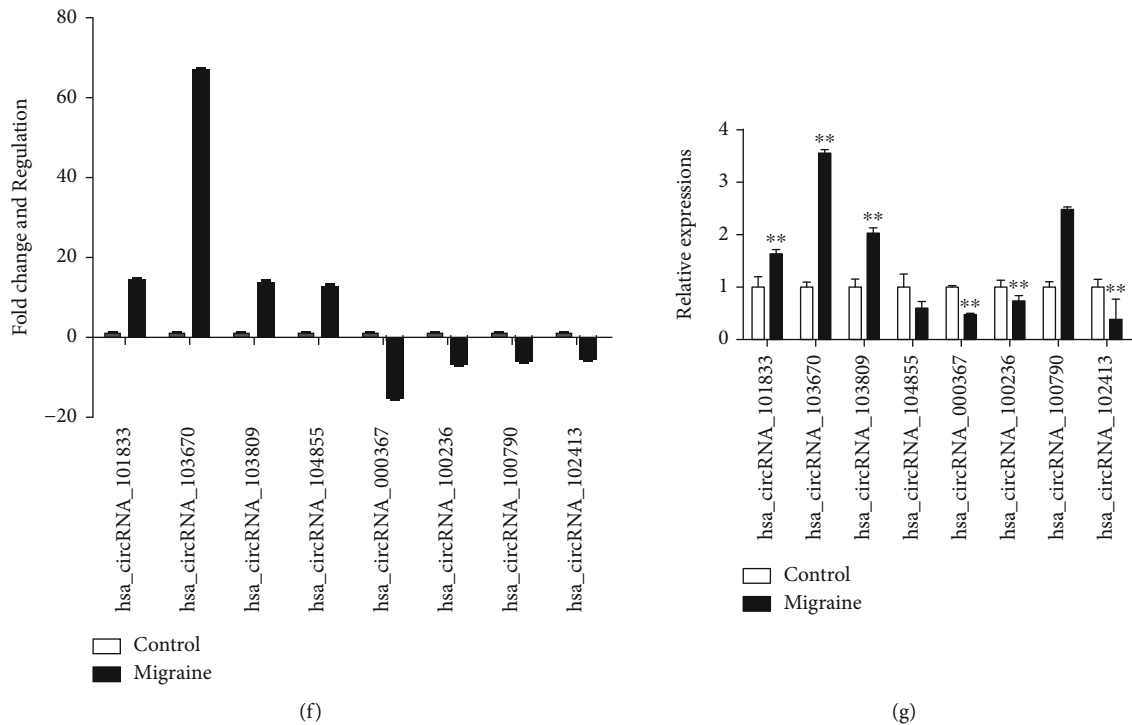 80
60
40
20
0
−20
Fold change and Regulation
hsa_circRNA_101833
hsa_circRNA_103670
hsa_circRNA_103809
hsa_circRNA_104855
hsa_circRNA_000367
hsa_circRNA_100236
hsa_circRNA_100790
hsa_circRNA_102413
Control
Migraine
(f)
4
3
2
1
0
Relative expressions
**
**
**
**
**
**
hsa_circRNA_101833
hsa_circRNA_103670
hsa_circRNA_103809
hsa_circRNA_104855
hsa_circRNA_000367
hsa_circRNA_100236
hsa_circRNA_100790
hsa_circRNA_102413
Control
Migraine
(g)